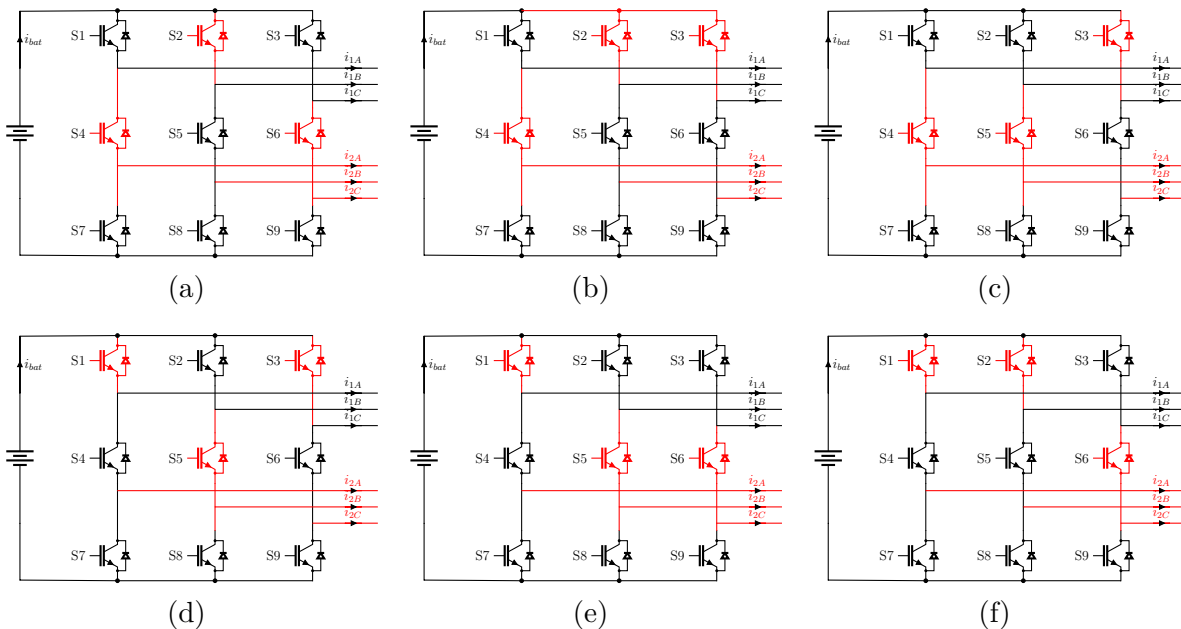 S1 S2 S3
i_bat
i_1A
i_1B
i_1C
S4 S5 S6
i_2A
i_2B
i_2C
S7 S8 S9
(a)
S1 S2 S3
i_bat
i_1A
i_1B
i_1C
S4 S5 S6
i_2A
i_2B
i_2C
S7 S8 S9
(b)
S1 S2 S3
i_bat
i_1A
i_1B
i_1C
S4 S5 S6
i_2A
i_2B
i_2C
S7 S8 S9
(c)
S1 S2 S3
i_bat
i_1A
i_1B
i_1C
S4 S5 S6
i_2A
i_2B
i_2C
S7 S8 S9
(d)
S1 S2 S3
i_bat
i_1A
i_1B
i_1C
S4 S5 S6
i_2A
i_2B
i_2C
S7 S8 S9
(e)
S1 S2 S3
i_bat
i_1A
i_1B
i_1C
S4 S5 S6
i_2A
i_2B
i_2C
S7 S8 S9
(f)